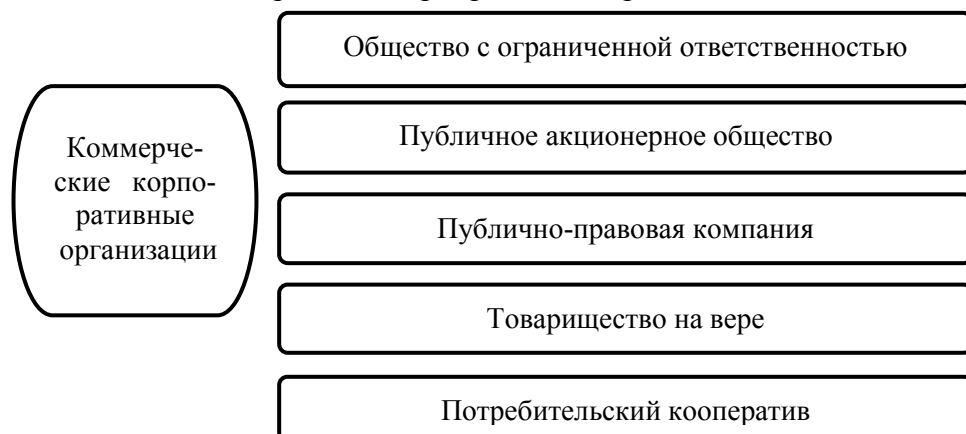 Общество с ограниченной ответственностью
Публичное акционерное общество
Коммерче-
ские корпо-
ративные
организации
Публично-правовая компания
Товарищество на вере
Потребительский кооператив